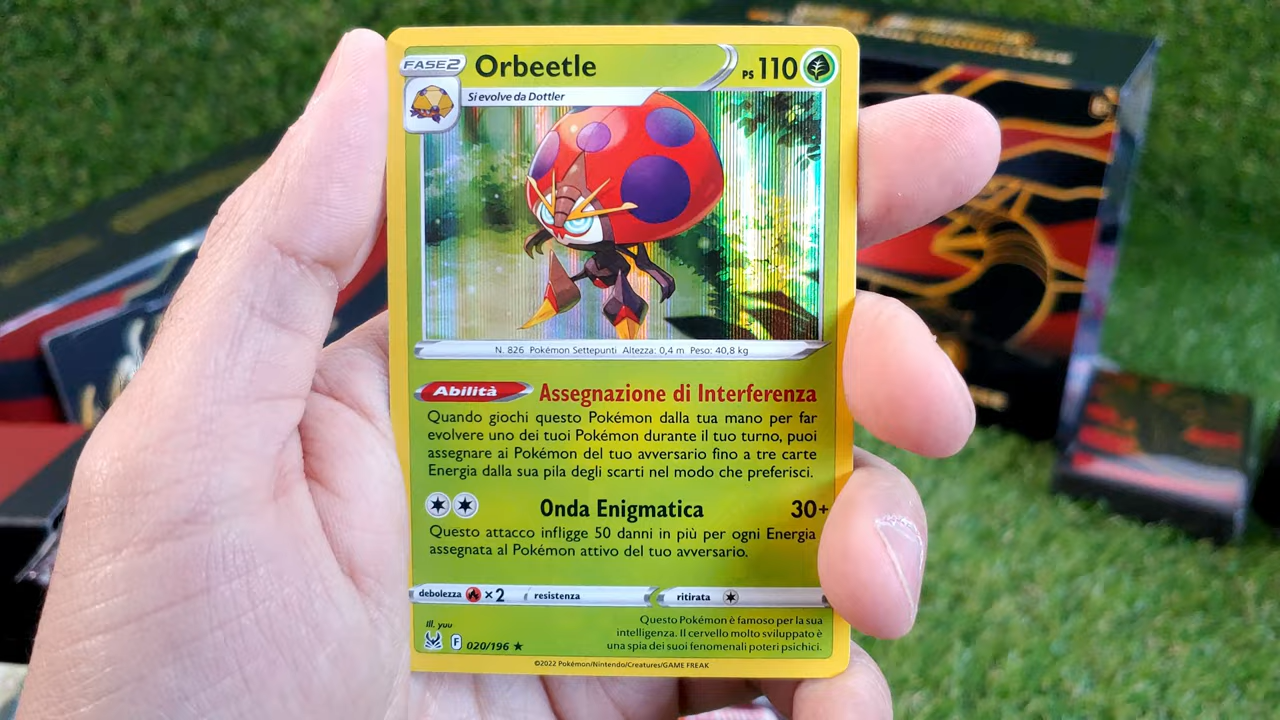 FASE2 Orbeetle PS 110
Si evolve da Dottler
N. 826 Pokémon Settepunti Altezza: 0,4 m Peso: 40,8 kg
Abilità Assegnazione di Interferenza
Quando giochi questo Pokémon dalla tua mano per far
evolvere uno dei tuoi Pokémon durante il tuo turno, puoi
assegnare ai Pokémon del tuo avversario fino a tre carte
Energia dalla sua pila degli scarti nel modo che preferisci.
Onda Enigmatica 30+
Questo attacco infligge 50 danni in più per ogni Energia
assegnata al Pokémon attivo del tuo avversario.
debolezza ×2 resistenza ritirata
Ill. yuu
F 020/196 ★
Questo Pokémon è famoso per la sua
intelligenza. Il cervello molto sviluppato è
una spia dei suoi fenomenali poteri psichici.
©2022 Pokémon/Nintendo/Creatures/GAME FREAK